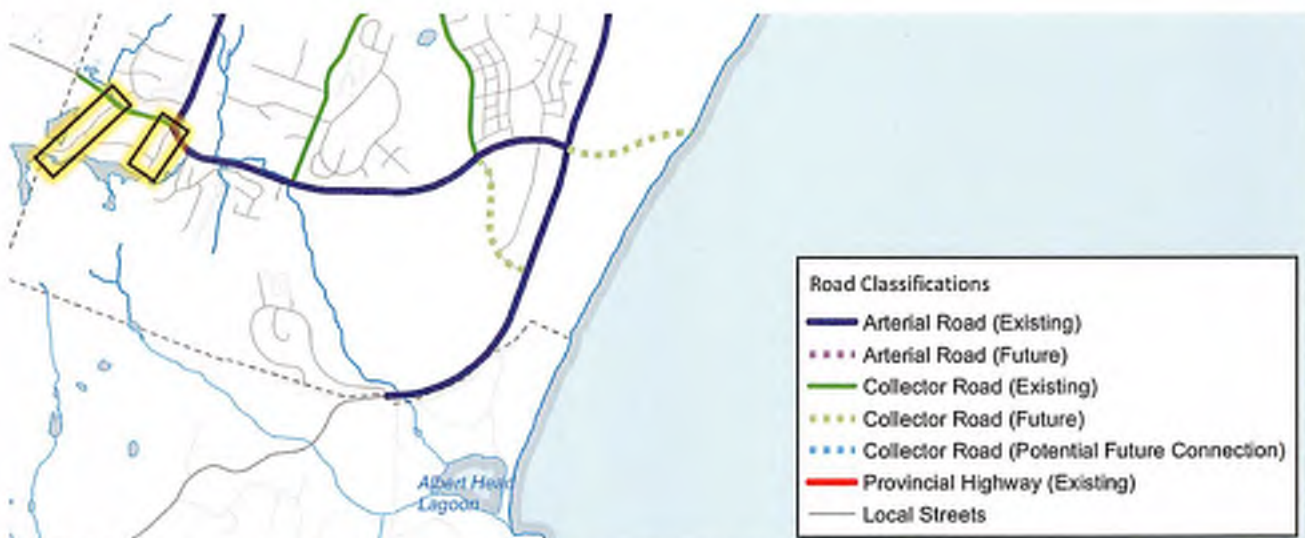 Road Classifications
Arterial Road (Existing)
Arterial Road (Future)
Collector Road (Existing)
Collector Road (Future)
Collector Road (Potential Future Connection)
Provincial Highway (Existing)
Local Streets
Albert Head
Lagoon